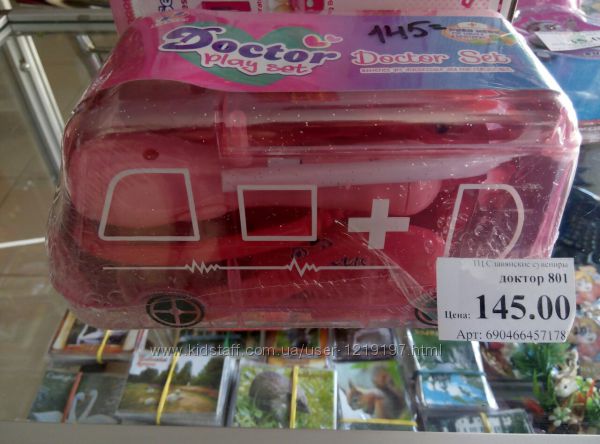 Doctor
play set
145=
Doctor Set
ТЦ Славянские сувениры
доктор 801
Цена: 145.00
Арт: 690466457178
www.kidstaff.com.ua/user-1219197.html